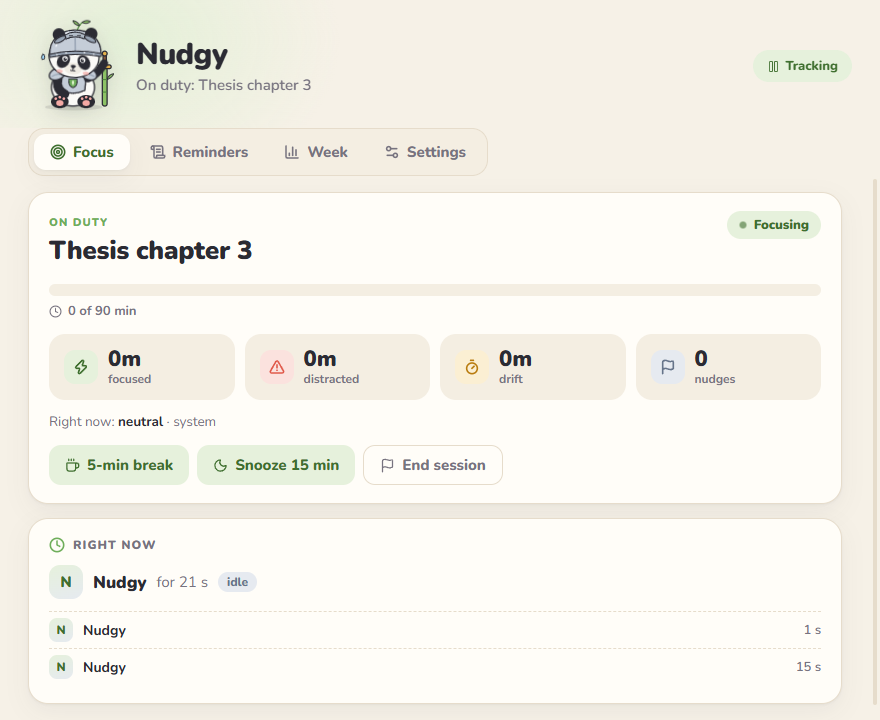 Nudgy
On duty: Thesis chapter 3
Tracking
Focus
Reminders
Week
Settings
ON DUTY
Focusing
Thesis chapter 3
0 of 90 min
0m
focused
0m
distracted
0m
drift
0
nudges
Right now: neutral · system
5-min break
Snooze 15 min
End session
RIGHT NOW
N Nudgy for 21 s idle
N Nudgy 1 s
N Nudgy 15 s